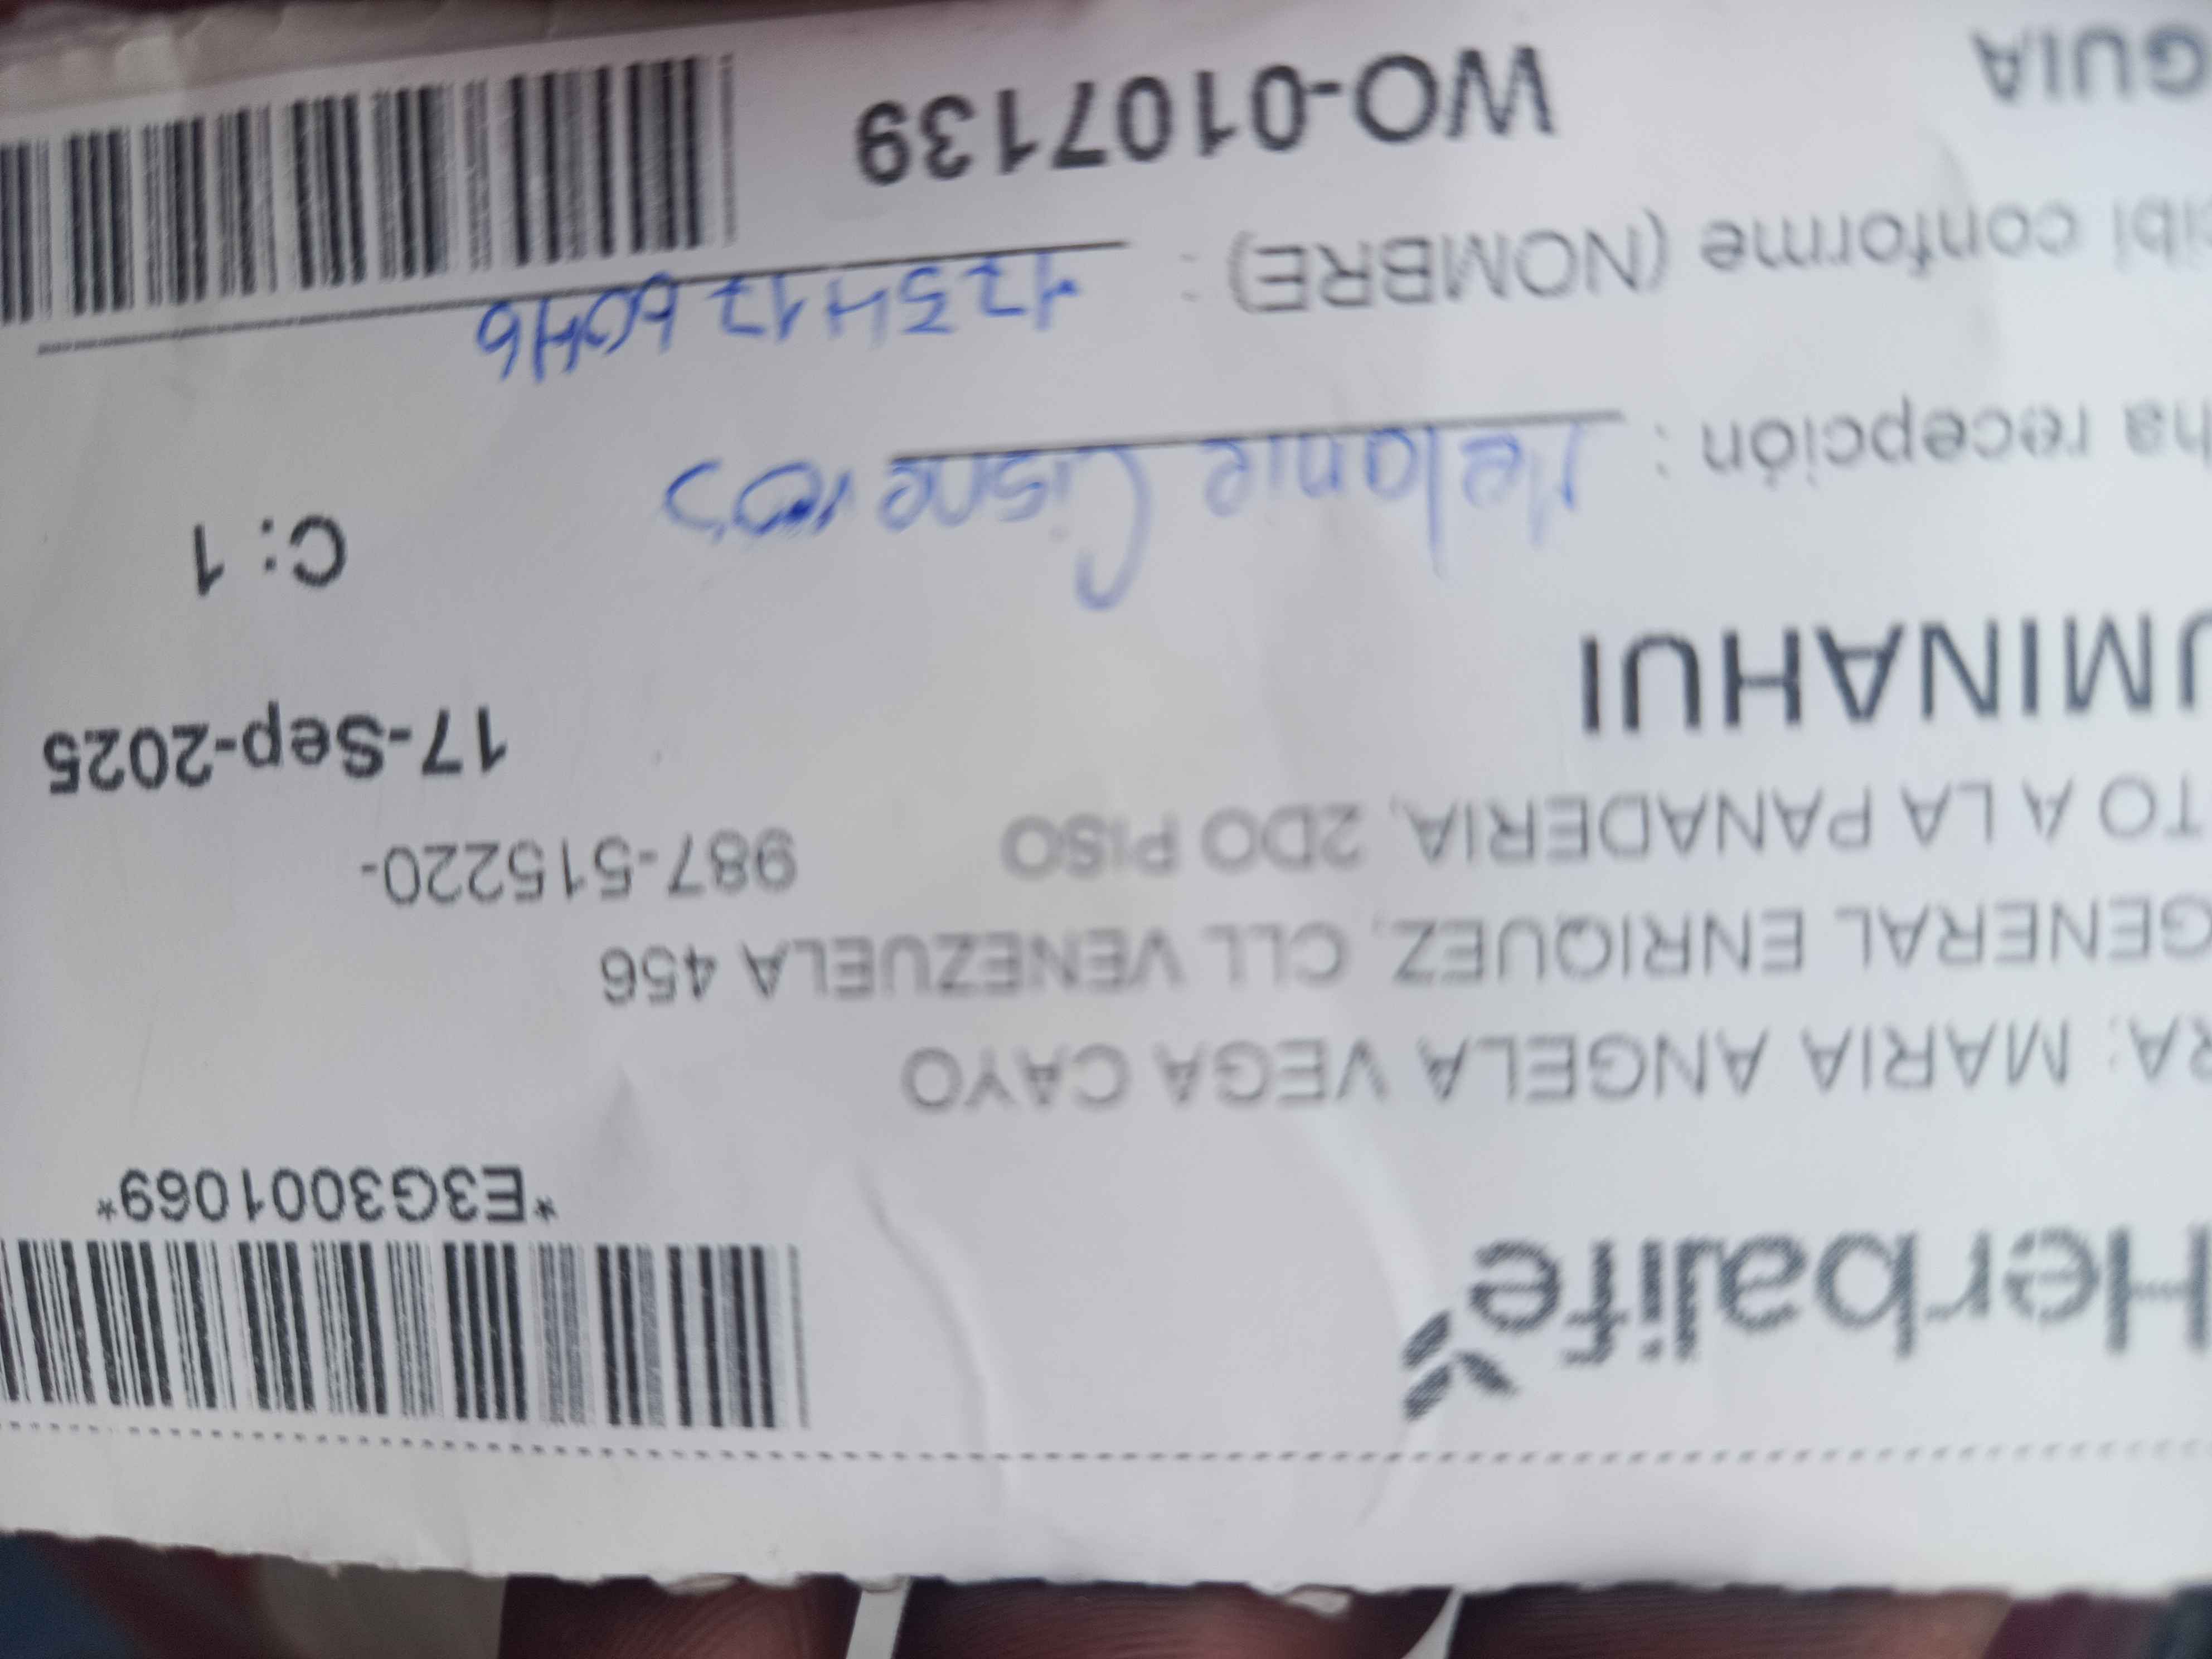 Herbalife
*E3G3001069*
RA: MARIA ANGELA VEGA CAYO
GENERAL ENRIQUEZ, CLL VENEZUELA 456
TO A LA PANADERIA, 2DO PISO 987-515220-
UMINAHUI 17-Sep-2025
C: 1
ha recepción : Melanie Cisneros
ibi conforme (NOMBRE) :
GUIA WO-0107139